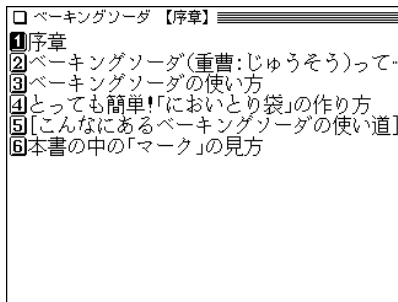 ベーキングソーダ 【序章】
1序章
2ベーキングソーダ(重曹:じゅうそう)って…
3ベーキングソーダの使い方
4とっても簡単!「においとり袋」の作り方
5[こんなにあるベーキングソーダの使い道]
6本書の中の「マーク」の見方